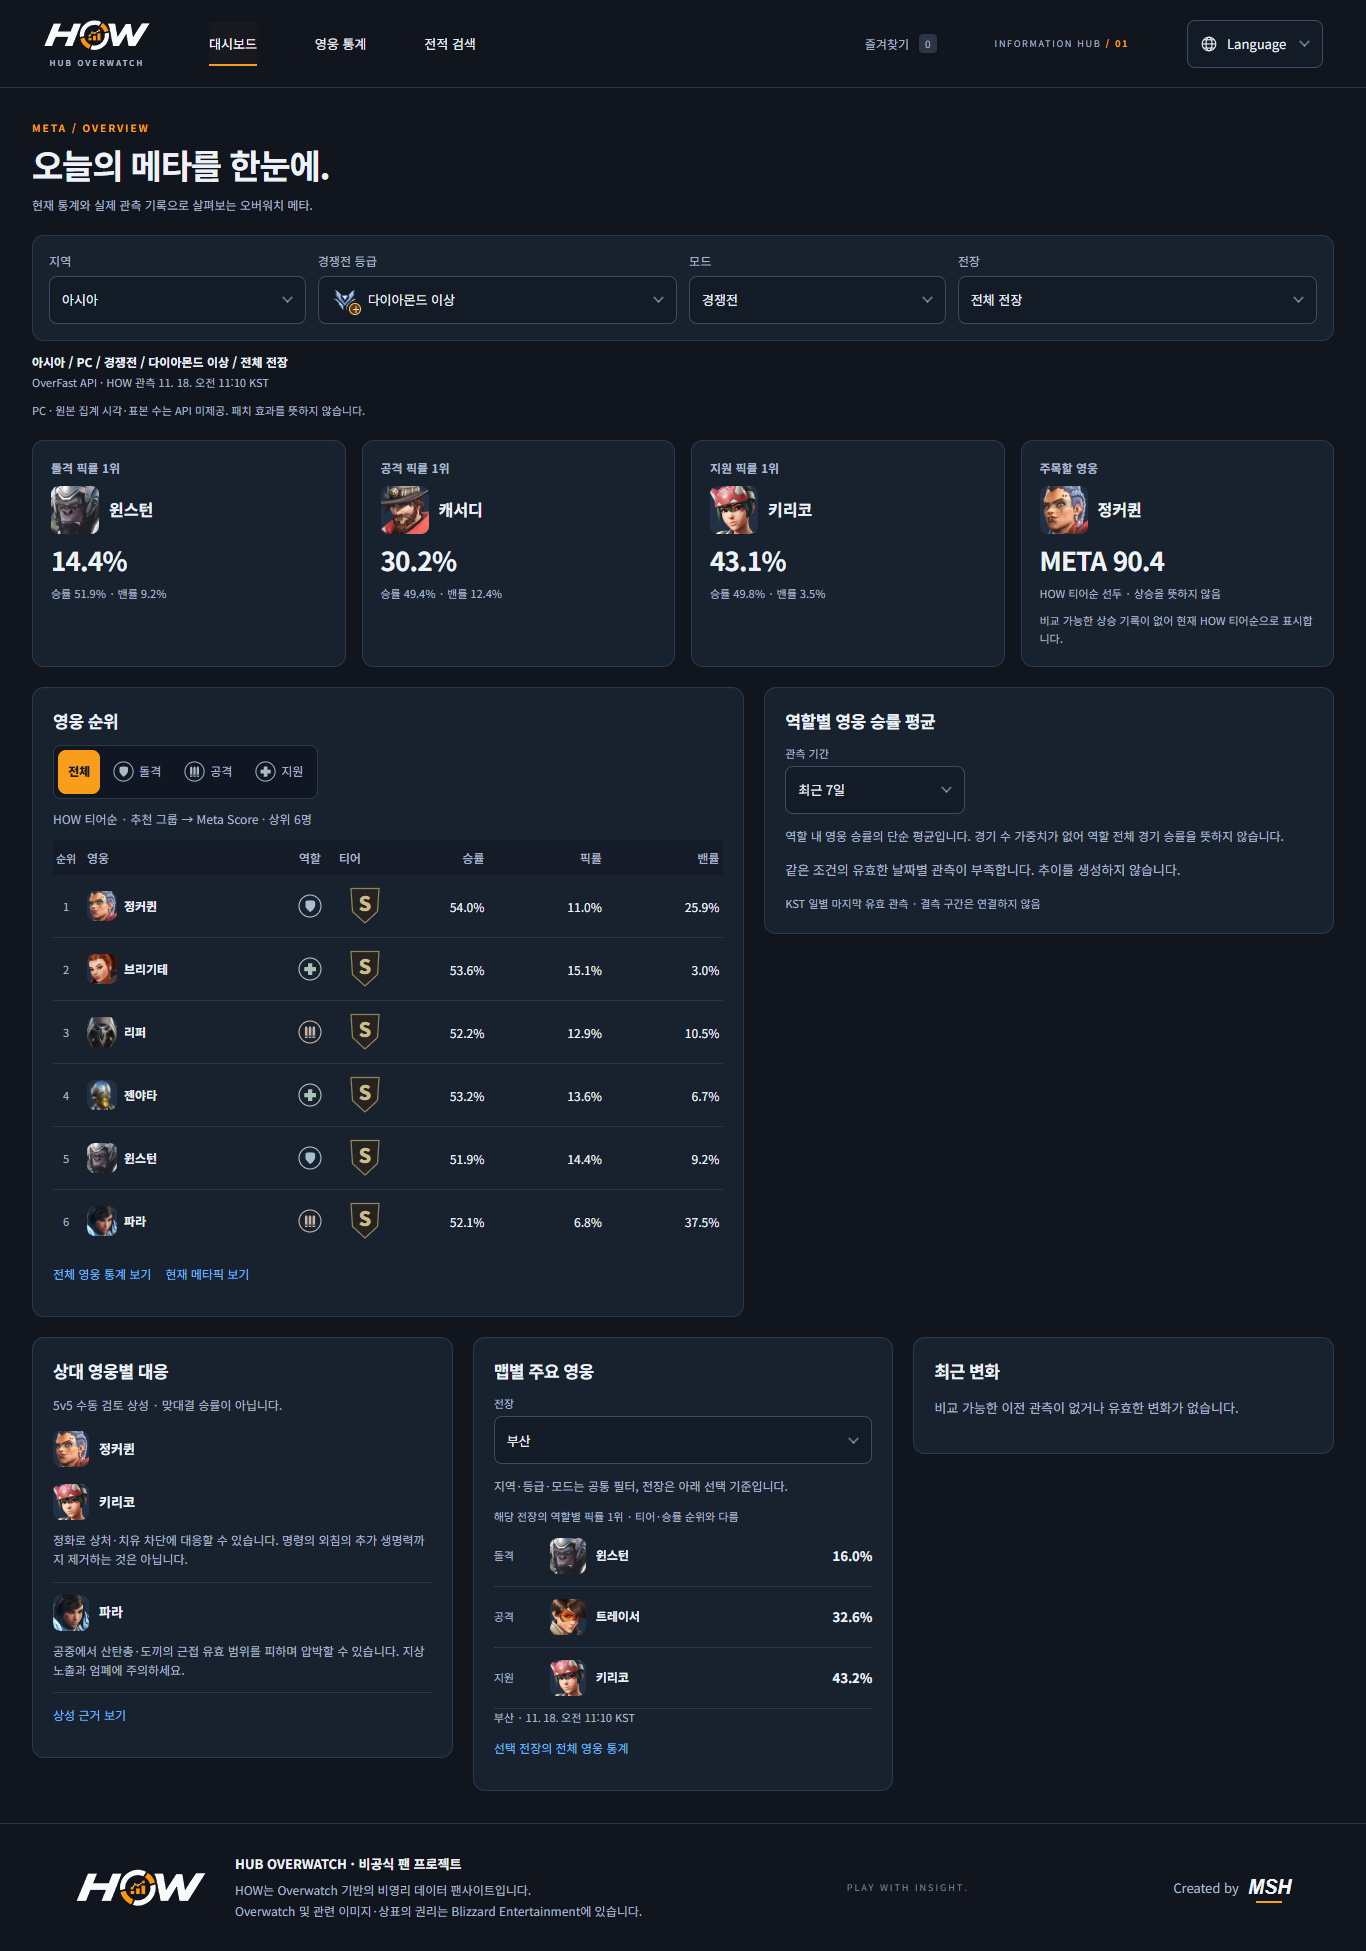 HOW
HUB OVERWATCH
대시보드
영웅 통계
전적 검색
즐겨찾기 0
INFORMATION HUB / 01
Language
META / OVERVIEW
오늘의 메타를 한눈에.
현재 통계와 실제 관측 기록으로 살펴보는 오버워치 메타.
지역
경쟁전 등급
모드
전장
아시아
다이아몬드 이상
경쟁전
전체 전장
아시아 / PC / 경쟁전 / 다이아몬드 이상 / 전체 전장
OverFast API · HOW 관측 11. 18. 오전 11:10 KST
PC · 원본 집계 시각·표본 수는 API 미제공. 패치 효과를 뜻하지 않습니다.
돌격 픽률 1위
윈스턴
14.4%
승률 51.9% · 밴률 9.2%
공격 픽률 1위
캐서디
30.2%
승률 49.4% · 밴률 12.4%
지원 픽률 1위
키리코
43.1%
승률 49.8% · 밴률 3.5%
주목할 영웅
정커퀸
META 90.4
HOW 티어순 선두 · 상승을 뜻하지 않음
비교 가능한 상승 기록이 없어 현재 HOW 티어순으로 표시합
니다.
영웅 순위
전체 돌격 공격 지원
HOW 티어순 · 추천 그룹 → Meta Score · 상위 6명
순위 영웅 역할 티어 승률 픽률 밴률
1 정커퀸 S 54.0% 11.0% 25.9%
2 브리기테 S 53.6% 15.1% 3.0%
3 리퍼 S 52.2% 12.9% 10.5%
4 젠야타 S 53.2% 13.6% 6.7%
5 윈스턴 S 51.9% 14.4% 9.2%
6 파라 S 52.1% 6.8% 37.5%
전체 영웅 통계 보기 현재 메타픽 보기
역할별 영웅 승률 평균
관측 기간
최근 7일
역할 내 영웅 승률의 단순 평균입니다. 경기 수 가중치가 없어 역할 전체 경기 승률을 뜻하지 않습니다.
같은 조건의 유효한 날짜별 관측이 부족합니다. 추이를 생성하지 않습니다.
KST 일별 마지막 유효 관측 · 결측 구간은 연결하지 않음
상대 영웅별 대응
5v5 수동 검토 상성 · 맞대결 승률이 아닙니다.
정커퀸
키리코
정화로 상처·치유 차단에 대응할 수 있습니다. 명령의 외침의 추가 생명력까
지 제거하는 것은 아닙니다.
파라
공중에서 산탄총·도끼의 근접 유효 범위를 피하며 압박할 수 있습니다. 지상
노출과 엄폐에 주의하세요.
상성 근거 보기
맵별 주요 영웅
전장
부산
지역·등급·모드는 공통 필터, 전장은 아래 선택 기준입니다.
해당 전장의 역할별 픽률 1위 · 티어·승률 순위와 다름
돌격 윈스턴 16.0%
공격 트레이서 32.6%
지원 키리코 43.2%
부산 · 11. 18. 오전 11:10 KST
선택 전장의 전체 영웅 통계
최근 변화
비교 가능한 이전 관측이 없거나 유효한 변화가 없습니다.
HOW
HUB OVERWATCH · 비공식 팬 프로젝트
HOW는 Overwatch 기반의 비영리 데이터 팬사이트입니다.
Overwatch 및 관련 이미지·상표의 권리는 Blizzard Entertainment에 있습니다.
PLAY WITH INSIGHT.
Created by MSH